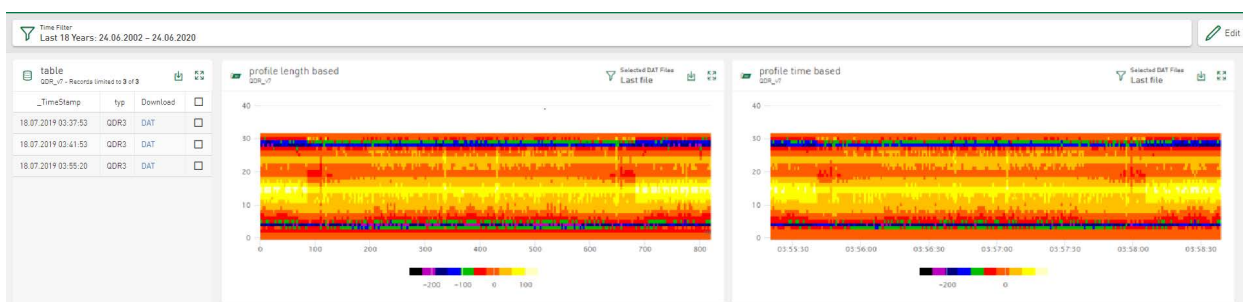 Time Filter
Last 18 Years: 24.06.2002 – 24.06.2020
Edit
table
QDR_v7 - Records limited to 3 of 3
_TimeStamp typ Download
18.07.2019 03:37:53 QDR3 DAT
18.07.2019 03:41:53 QDR3 DAT
18.07.2019 03:55:20 QDR3 DAT
profile length based
QDR_v7
Selected DAT Files
Last file
40
30
20
10
0
0 100 200 300 400 500 600 700 800
-200 -100 0 100
profile time based
QDR_v7
Selected DAT Files
Last file
40
30
20
10
0
03:55:30 03:56:00 03:56:30 03:57:00 03:57:30 03:58:00 03:58:30
-200 0